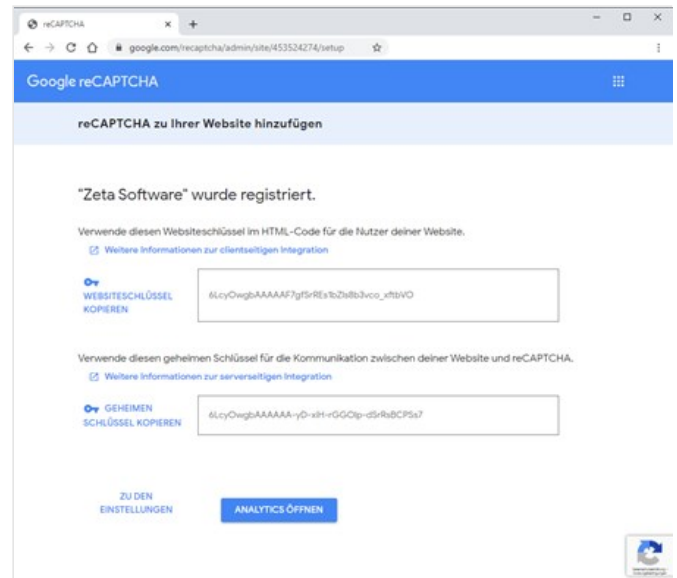 reCAPTCHA
google.com/recaptcha/admin/site/453524274/setup
Google reCAPTCHA
reCAPTCHA zu Ihrer Website hinzufügen
"Zeta Software" wurde registriert.
Verwende diesen Websiteschlüssel im HTML-Code für die Nutzer deiner Website.
Weitere Informationen zur clientseitigen Integration
WEBSITESCHLÜSSEL
KOPIEREN
Verwende diesen geheimen Schlüssel für die Kommunikation zwischen deiner Website und reCAPTCHA.
Weitere Informationen zur serverseitigen Integration
GEHEIMEN
SCHLÜSSEL KOPIEREN
ZU DEN
EINSTELLUNGEN
ANALYTICS ÖFFNEN